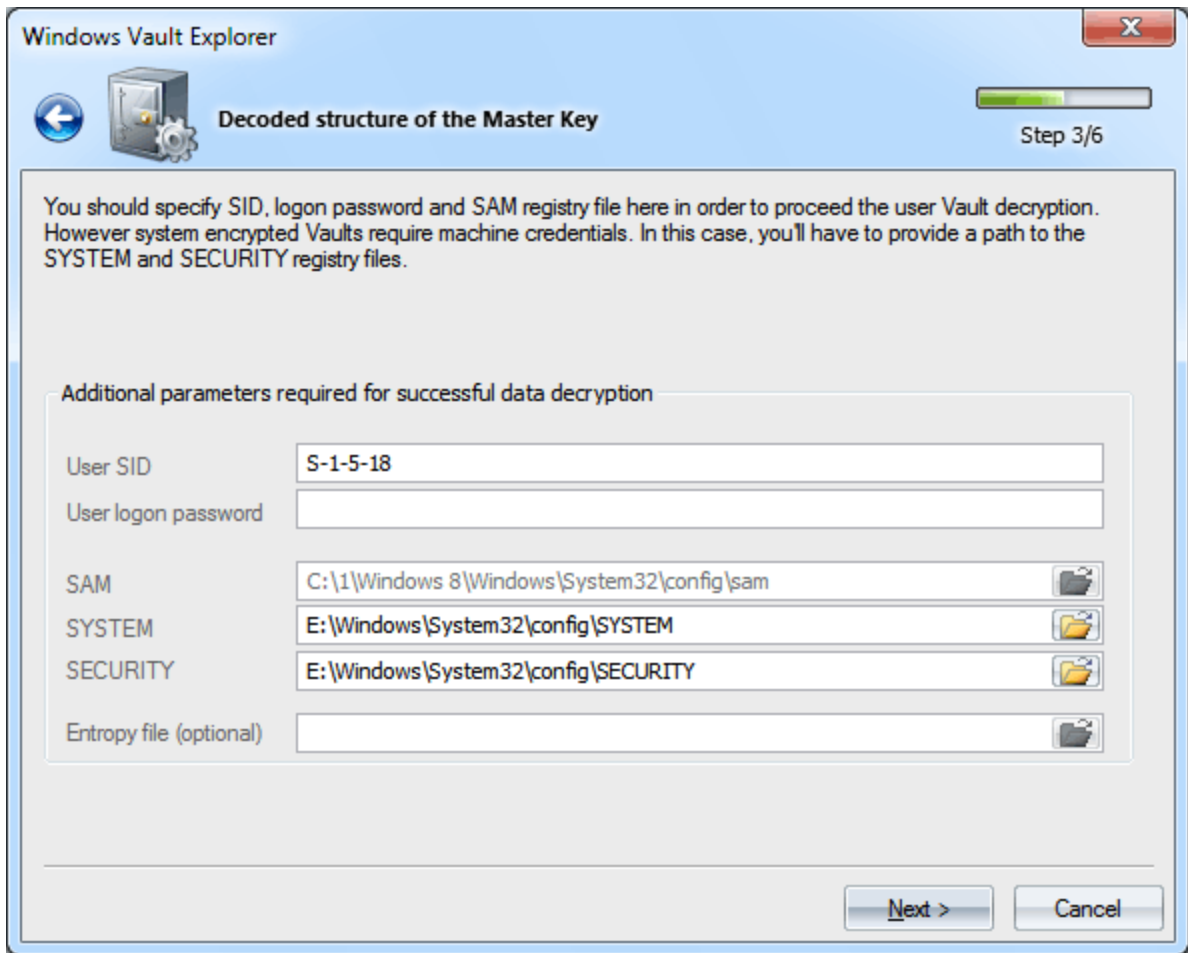 Windows Vault Explorer
Decoded structure of the Master Key
Step 3/6
You should specify SID, logon password and SAM registry file here in order to proceed the user Vault decryption.
However system encrypted Vaults require machine credentials. In this case, you'll have to provide a path to the
SYSTEM and SECURITY registry files.
Additional parameters required for successful data decryption
User SID S-1-5-18
User logon password
SAM C:\1\Windows 8\Windows\System32\config\sam
SYSTEM E:\Windows\System32\config\SYSTEM
SECURITY E:\Windows\System32\config\SECURITY
Entropy file (optional)
Next > Cancel